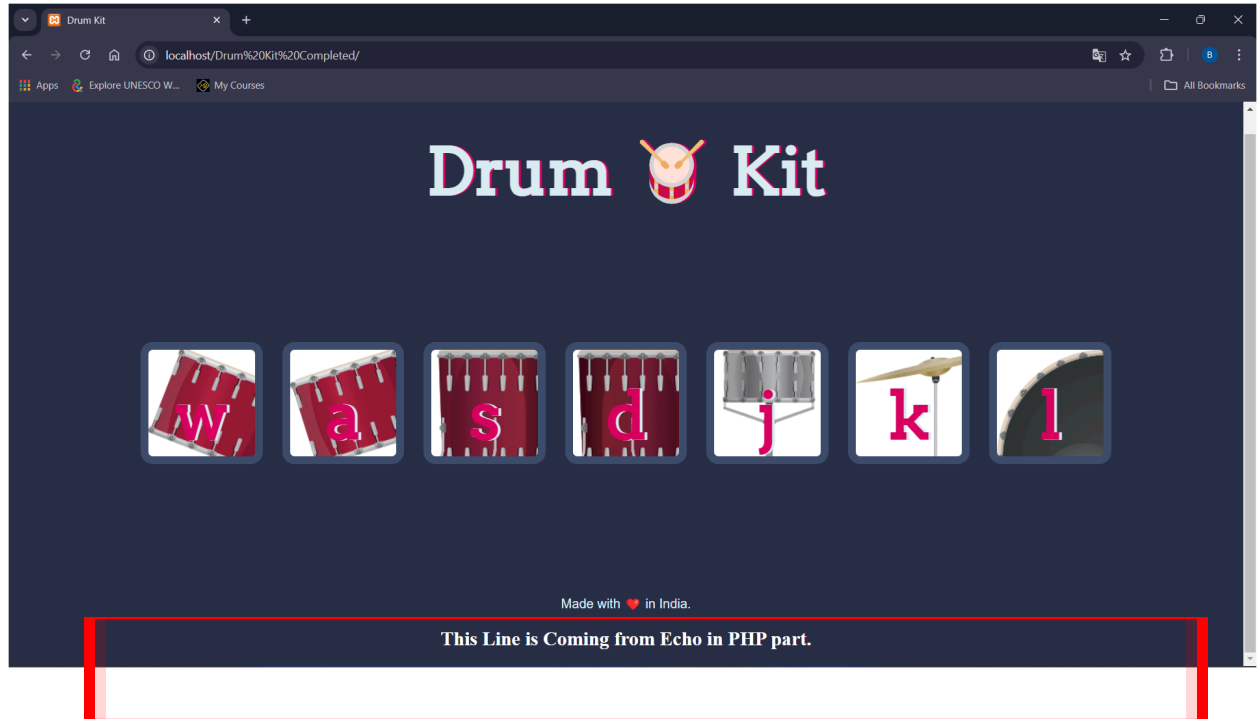 Drum Kit
localhost/Drum%20Kit%20Completed/
B
Apps Explore UNESCO W... My Courses All Bookmarks
Drum Kit
w a s d j k l
Made with ❤️ in India.
This Line is Coming from Echo in PHP part.